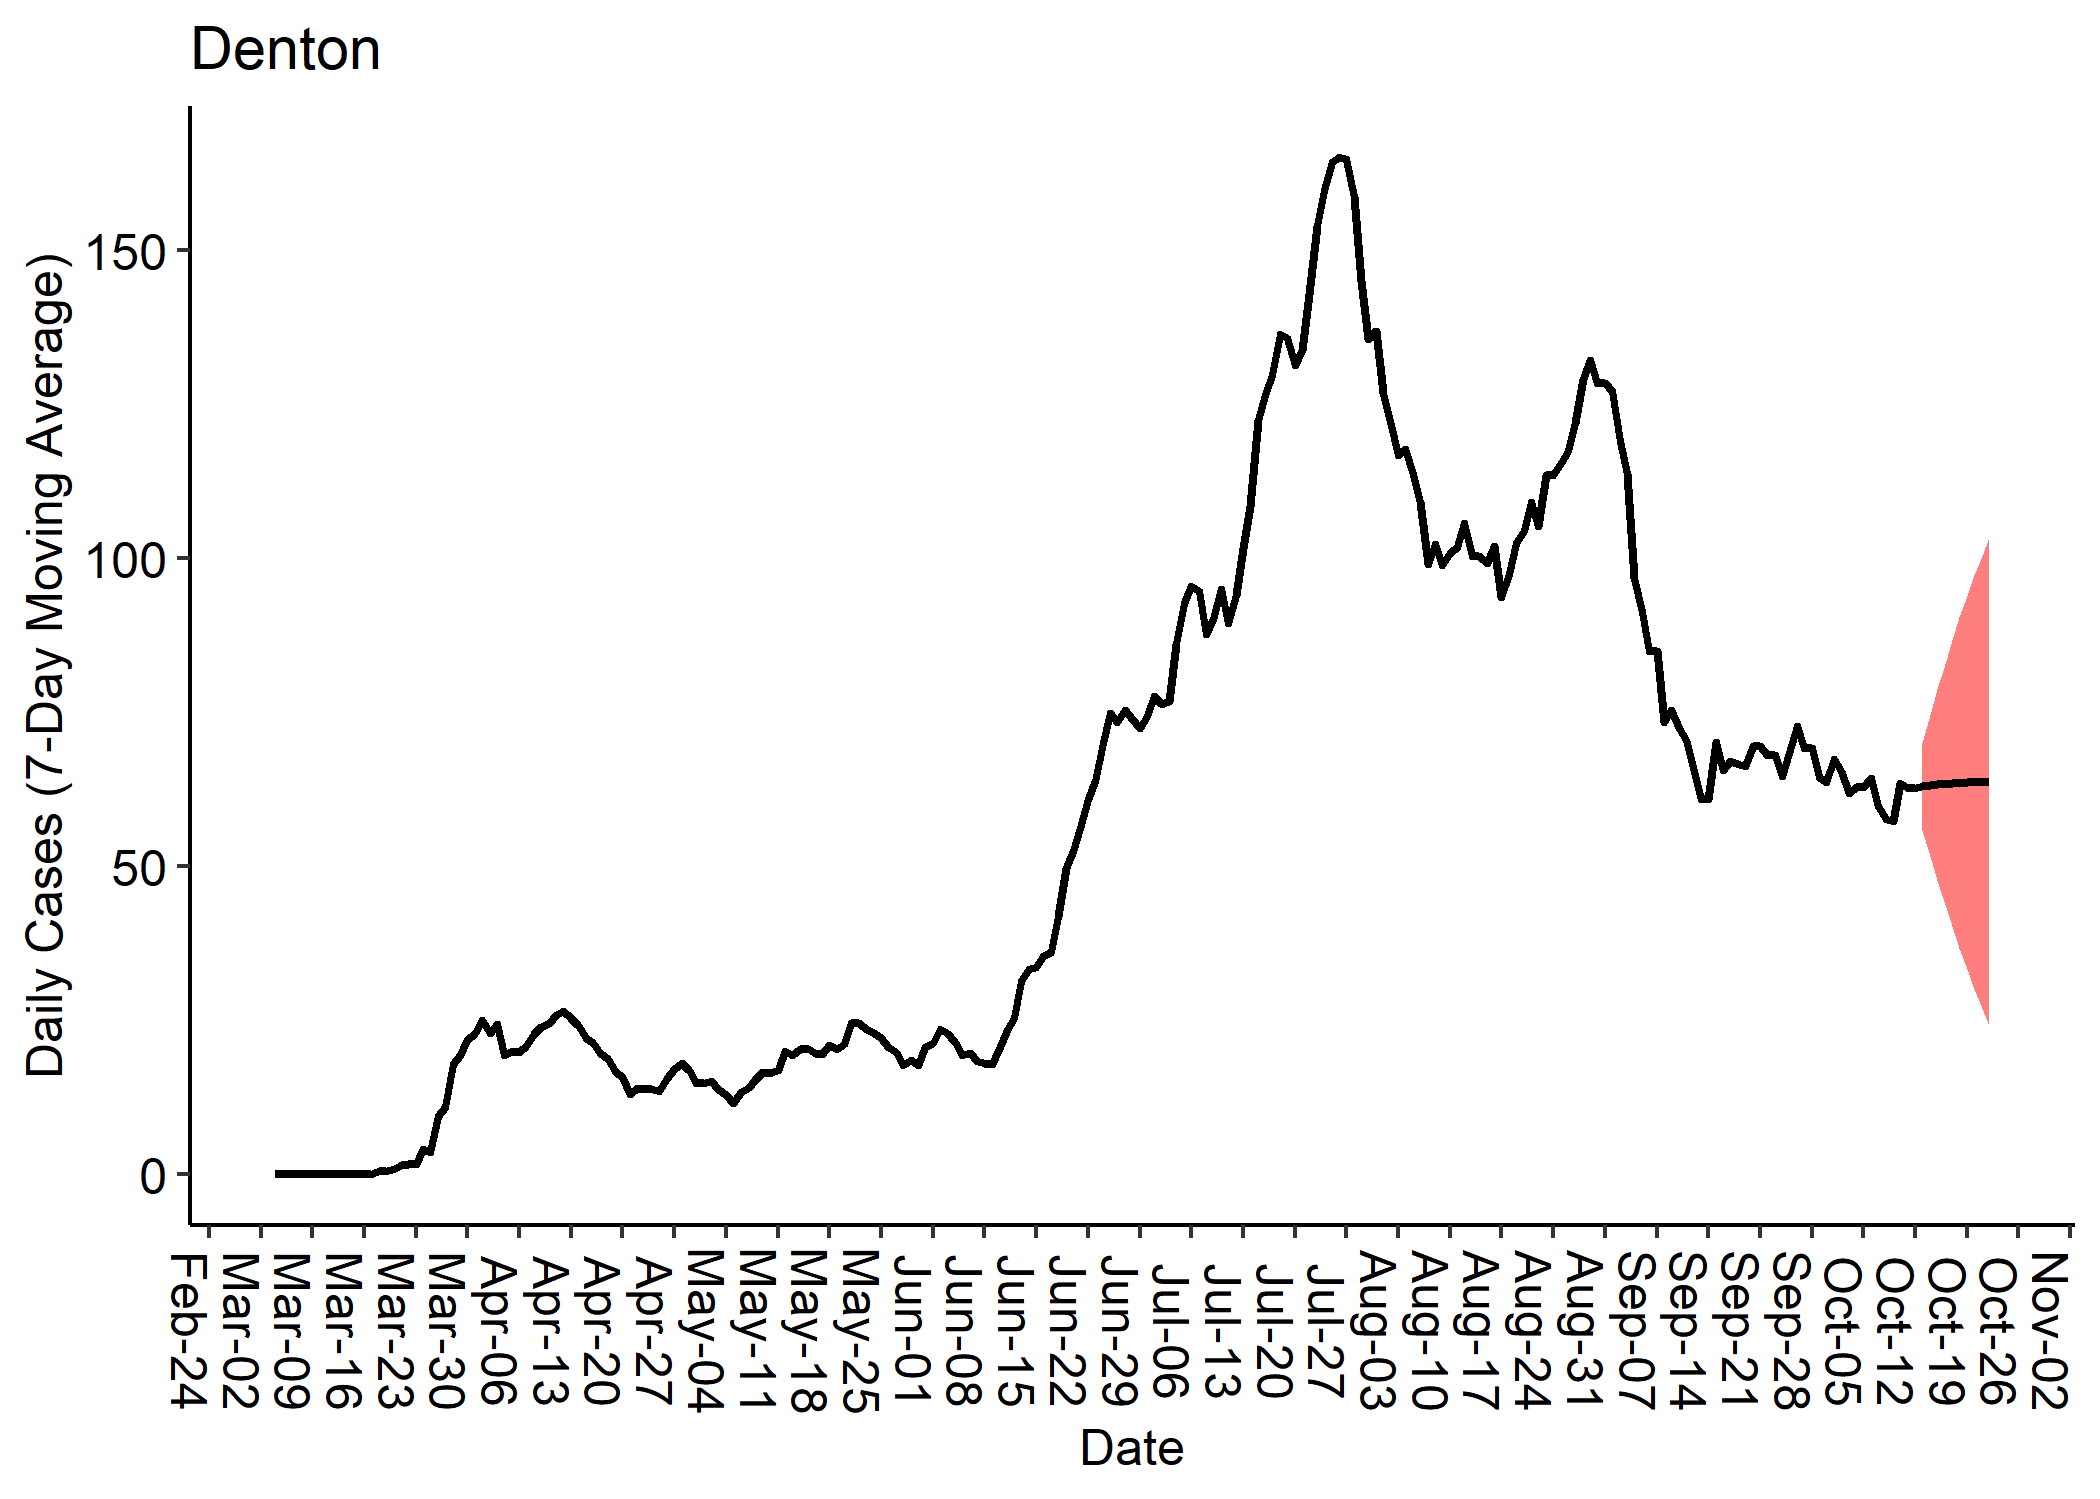 Denton
Daily Cases (7-Day Moving Average)
150
100
50
0
Feb-24
Mar-02
Mar-09
Mar-16
Mar-23
Mar-30
Apr-06
Apr-13
Apr-20
Apr-27
May-04
May-11
May-18
May-25
Jun-01
Jun-08
Jun-15
Jun-22
Jun-29
Jul-06
Jul-13
Jul-20
Jul-27
Aug-03
Aug-10
Aug-17
Aug-24
Aug-31
Sep-07
Sep-14
Sep-21
Sep-28
Oct-05
Oct-12
Oct-19
Oct-26
Nov-02
Date